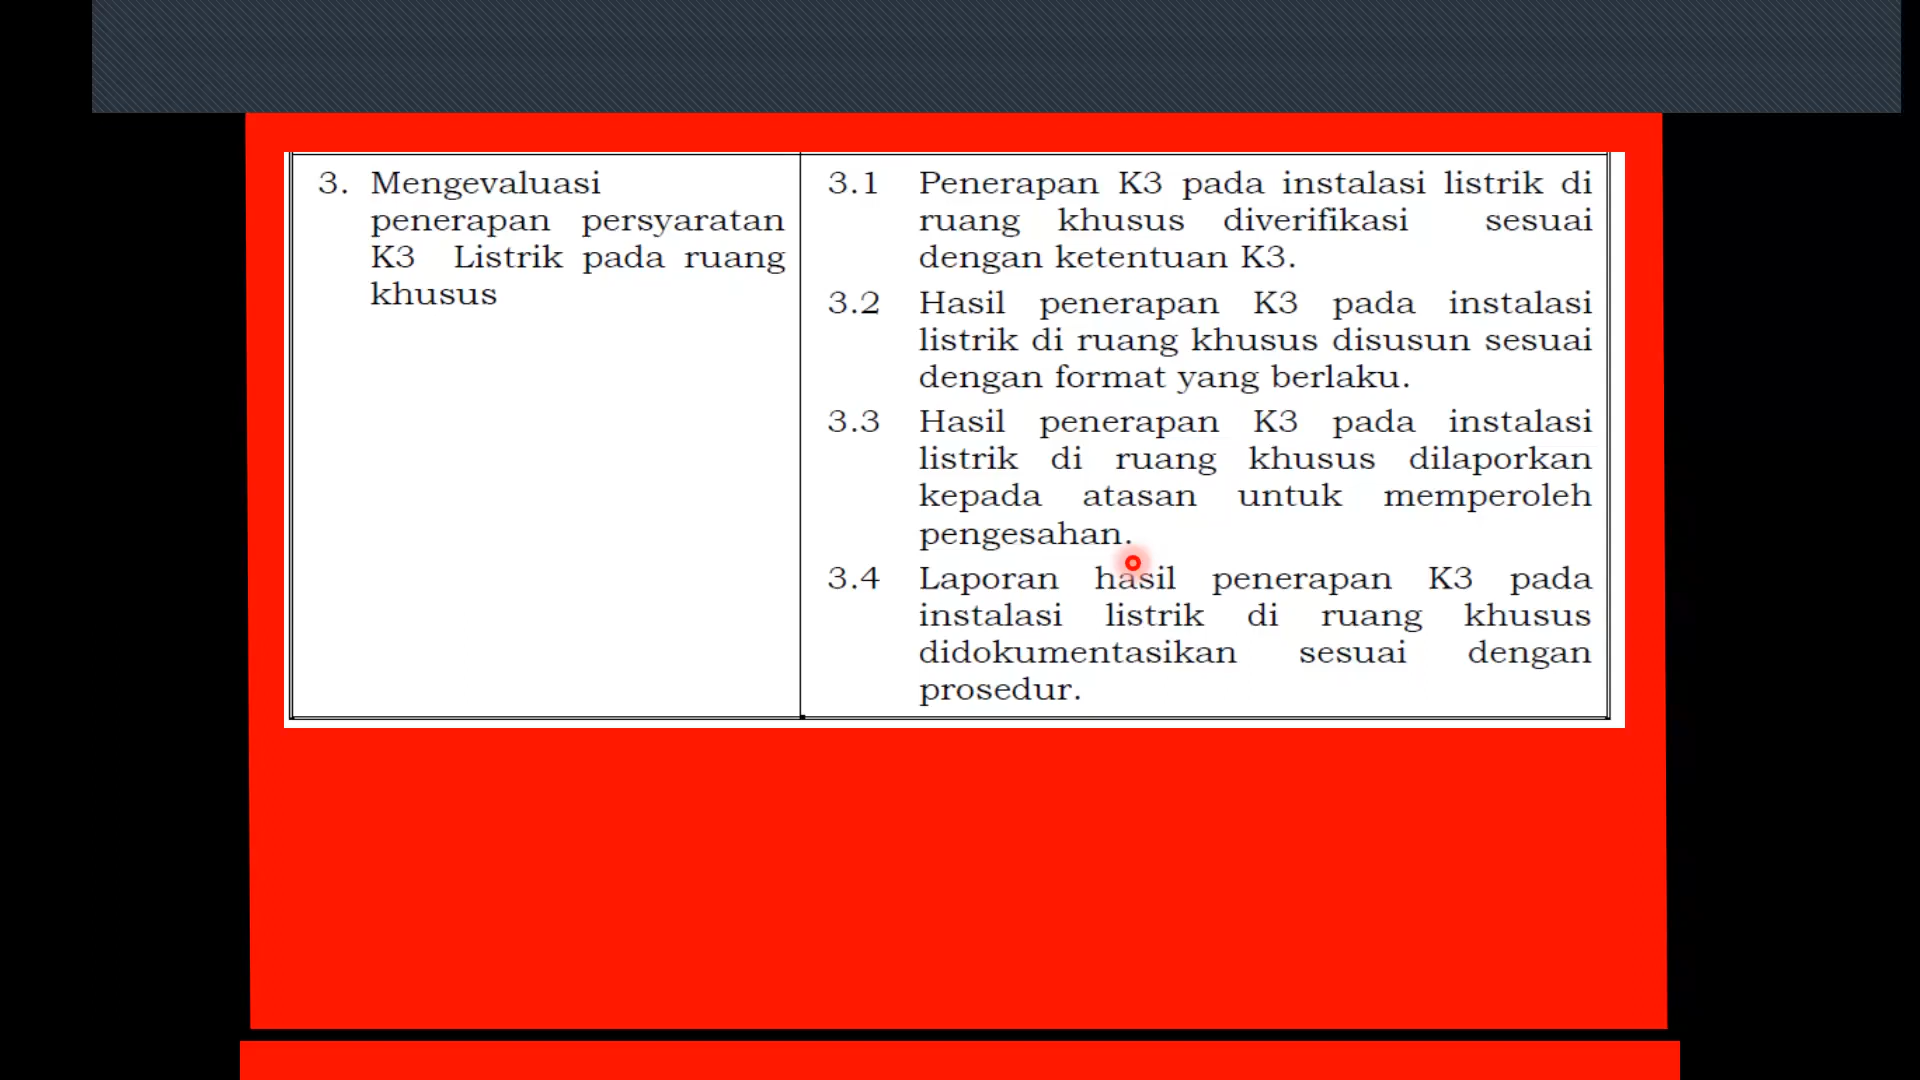 3. Mengevaluasi
penerapan persyaratan
K3 Listrik pada ruang
khusus
3.1 Penerapan K3 pada instalasi listrik di
ruang khusus diverifikasi sesuai
dengan ketentuan K3.
3.2 Hasil penerapan K3 pada instalasi
listrik di ruang khusus disusun sesuai
dengan format yang berlaku.
3.3 Hasil penerapan K3 pada instalasi
listrik di ruang khusus dilaporkan
kepada atasan untuk memperoleh
pengesahan.
3.4 Laporan hasil penerapan K3 pada
instalasi listrik di ruang khusus
didokumentasikan sesuai dengan
prosedur.